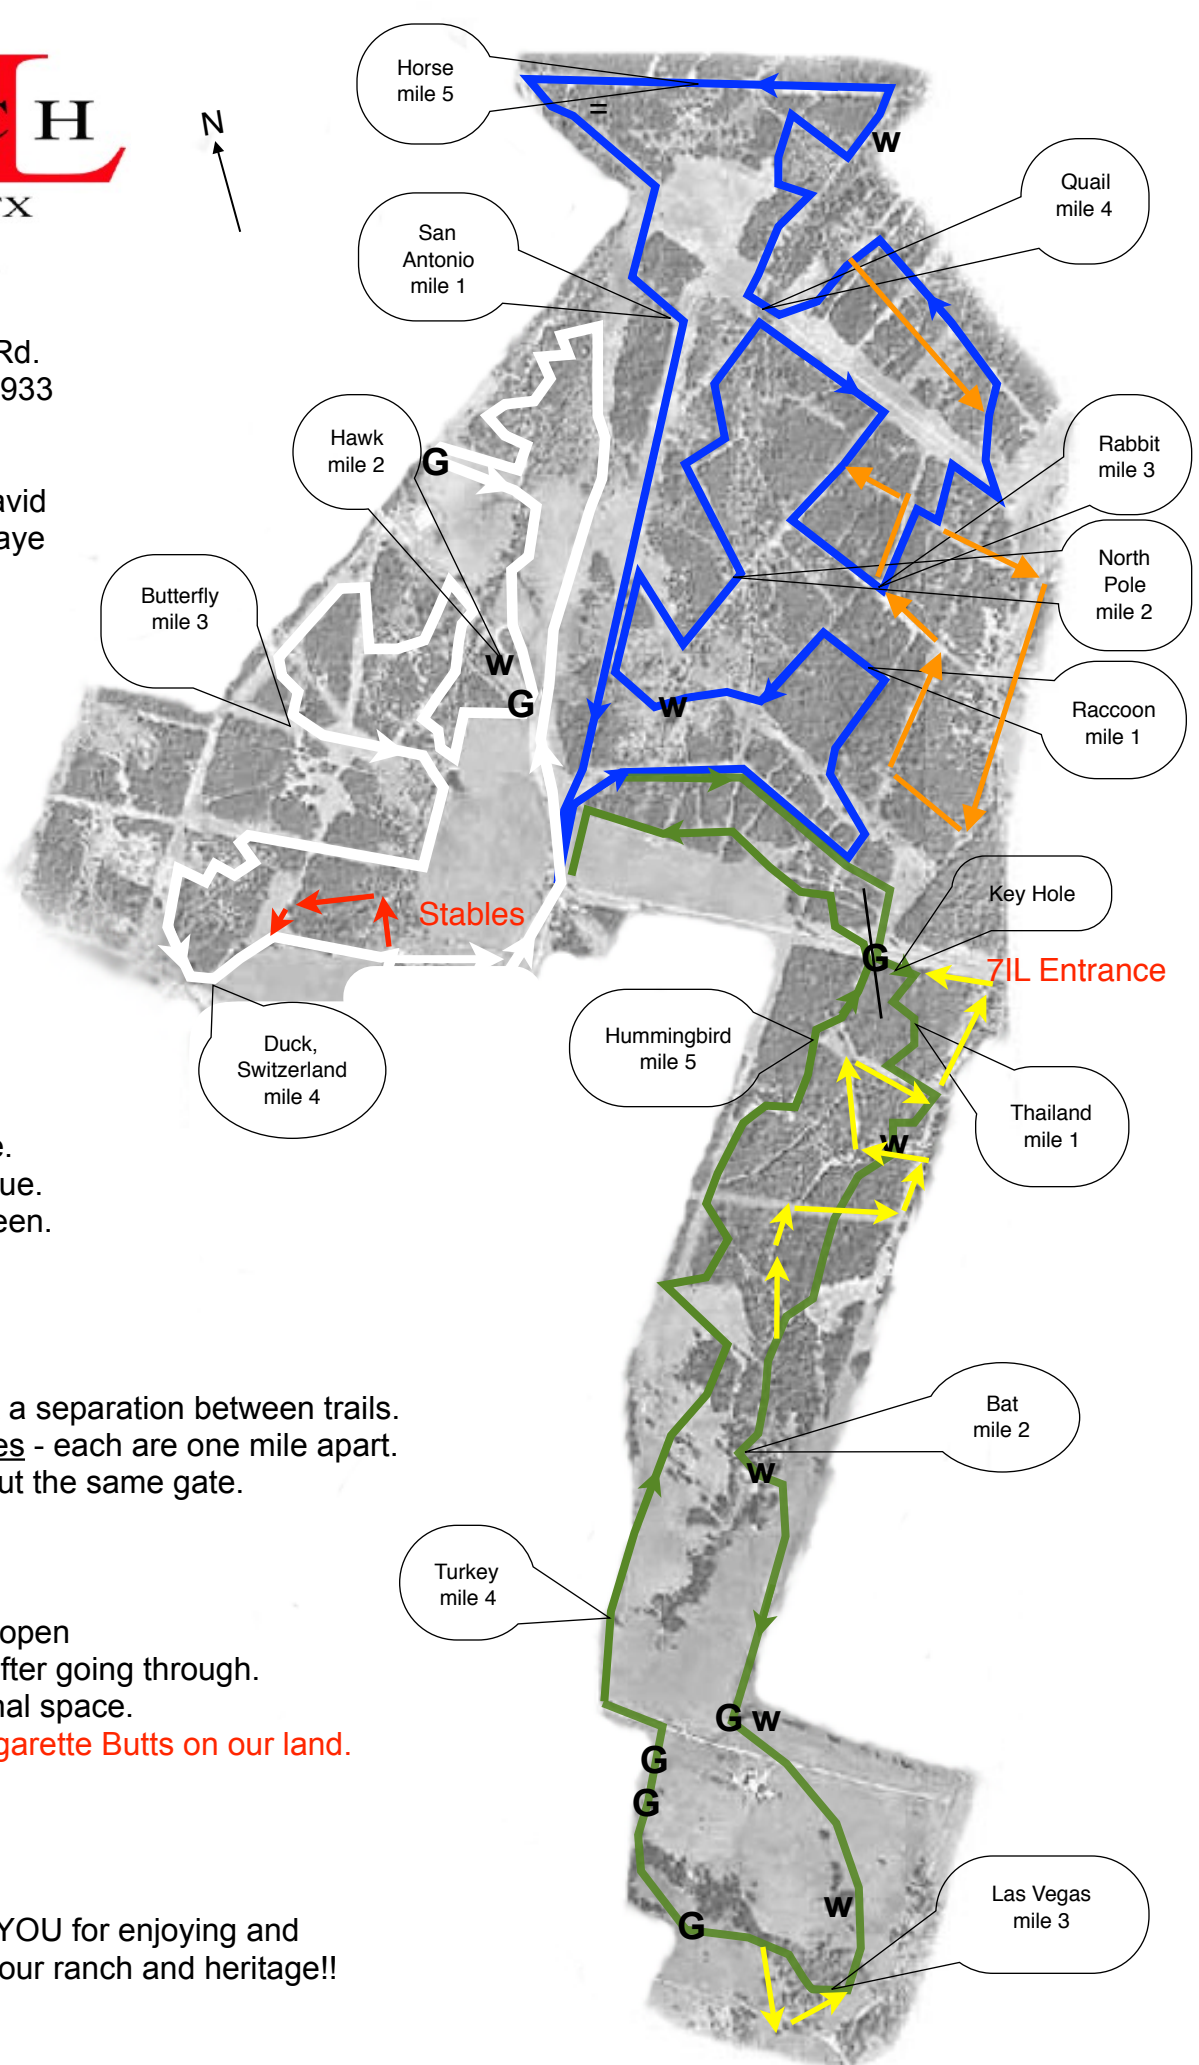 C H
TX
N
Horse
mile 5
=
w
Quail
mile 4
San
Antonio
mile 1
Rd.
933
Hawk
mile 2
G
Rabbit
mile 3
avid
aye
North
Pole
mile 2
Butterfly
mile 3
w
G
w
Raccoon
mile 1
Key Hole
Stables
G
7IL Entrance
Duck,
Switzerland
mile 4
Hummingbird
mile 5
Thailand
mile 1
w
e.
ue.
een.
a separation between trails.
es - each are one mile apart.
ut the same gate.
Bat
mile 2
w
Turkey
mile 4
open
fter going through.
nal space.
garette Butts on our land.
G w
G
G
w
Las Vegas
mile 3
G
YOU for enjoying and
our ranch and heritage!!